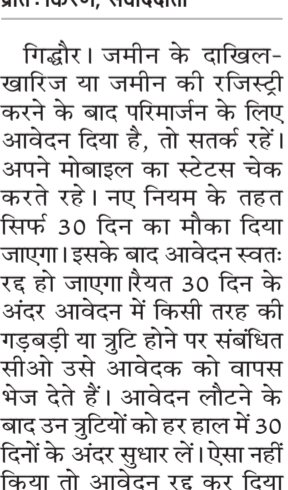 प्रातः किरण, संवाददाता
गिद्धौर। जमीन के दाखिल-
खारिज या जमीन की रजिस्ट्री
करने के बाद परिमार्जन के लिए
आवेदन दिया है, तो सतर्क रहें।
अपने मोबाइल का स्टेटस चेक
करते रहे। नए नियम के तहत
सिर्फ 30 दिन का मौका दिया
जाएगा।इसके बाद आवेदन स्वतः
रद्द हो जाएगा।रैयत 30 दिन के
अंदर आवेदन में किसी तरह की
गड़बड़ी या त्रुटि होने पर संबंधित
सीओ उसे आवेदक को वापस
भेज देते हैं। आवेदन लौटने के
बाद उन त्रुटियों को हर हाल में 30
दिनों के अंदर सुधार लें।ऐसा नहीं
किया तो आवेदन रद्द कर दिया